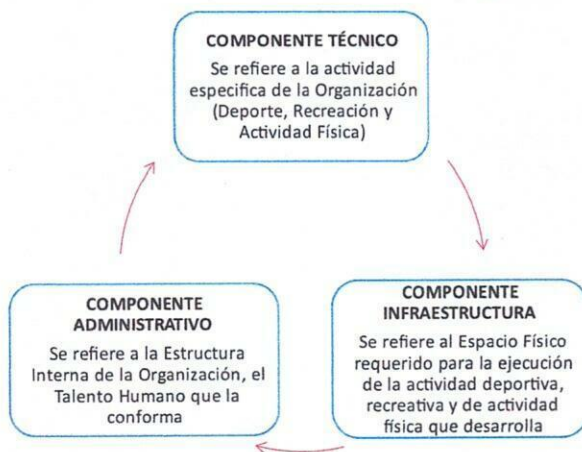 COMPONENTE TÉCNICO
Se refiere a la actividad
especifica de la Organización
(Deporte, Recreación y
Actividad Física)
COMPONENTE
ADMINISTRATIVO
Se refiere a la Estructura
Interna de la Organización, el
Talento Humano que la
conforma
COMPONENTE
INFRAESTRUCTURA
Se refiere al Espacio Físico
requerido para la ejecución
de la actividad deportiva,
recreativa y de actividad
física que desarrolla